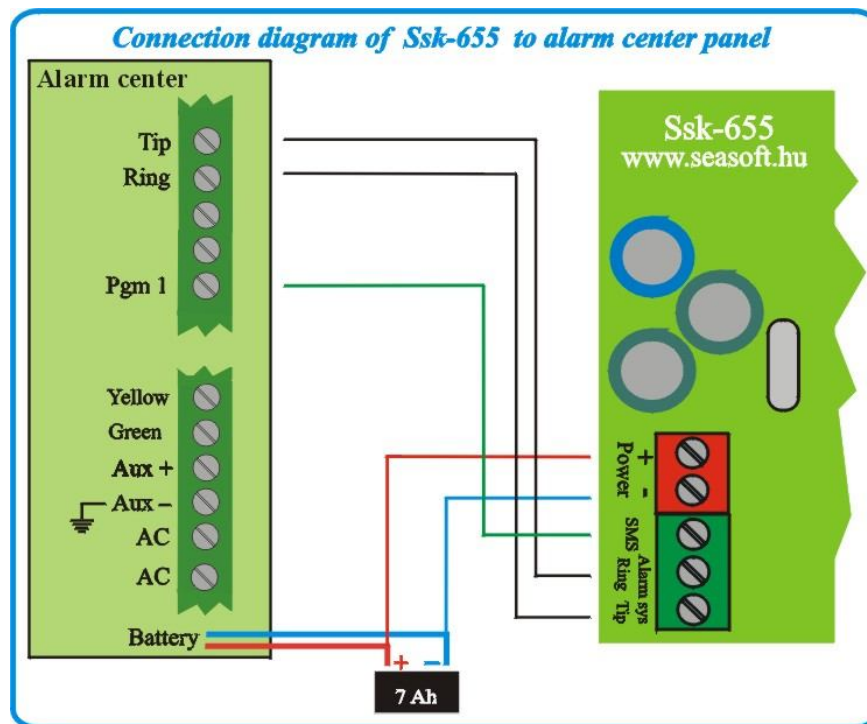 Connection diagram of Ssk-655 to alarm center panel
Alarm center
Tip
Ring
Pgm 1
Yellow
Green
Aux +
Aux –
AC
AC
Battery
+ –
7 Ah
Ssk-655
www.seasoft.hu
Power
+
-
SMS
Alarm sys
Ring Tip